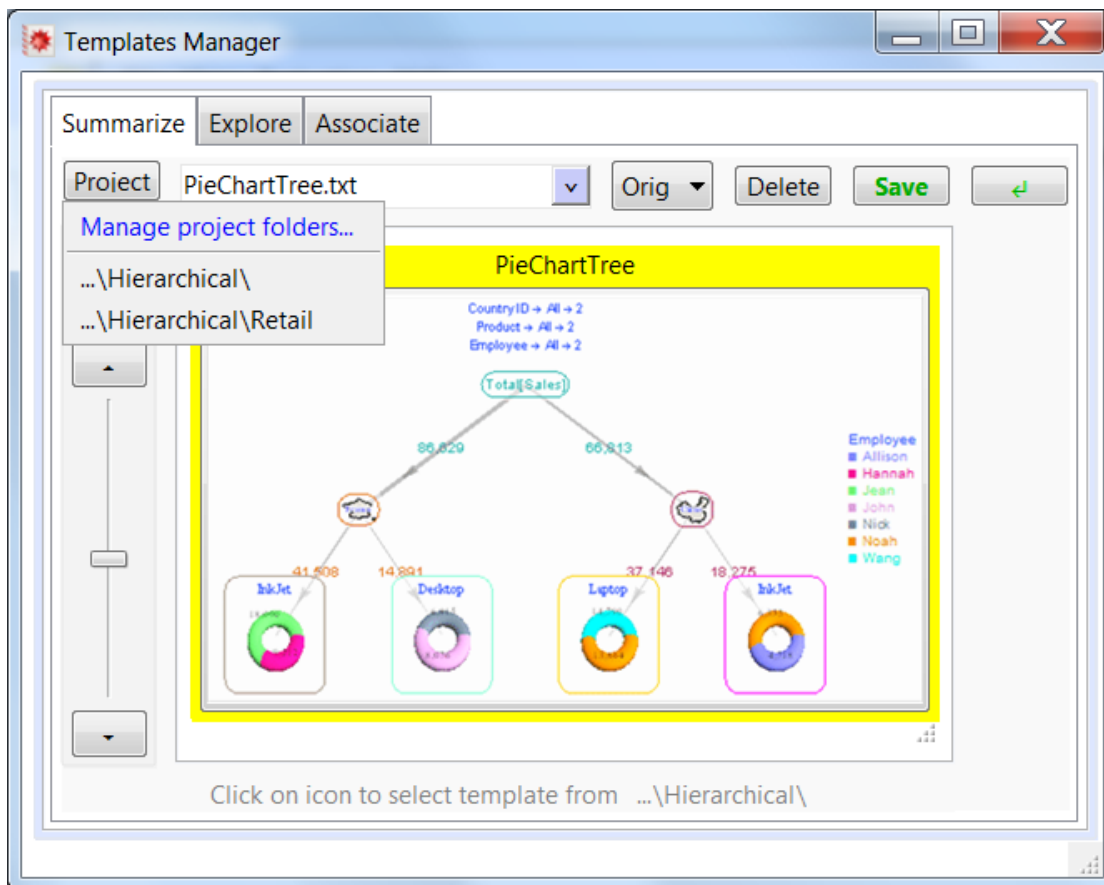 Templates Manager
Summarize Explore Associate
Project PieChartTree.txt Orig Delete Save
Manage project folders...
...\Hierarchical\
...\Hierarchical\Retail
PieChartTree
CountryID → All → 2
Product → All → 2
Employee → All → 2
Total[Sales]
86,629 66,813
Employee
Allison
Hannah
Jean
John
Nick
Noah
Wang
41,508 14,891 37,146 18,275
InkJet Desktop Laptop InkJet
Click on icon to select template from ...\Hierarchical\